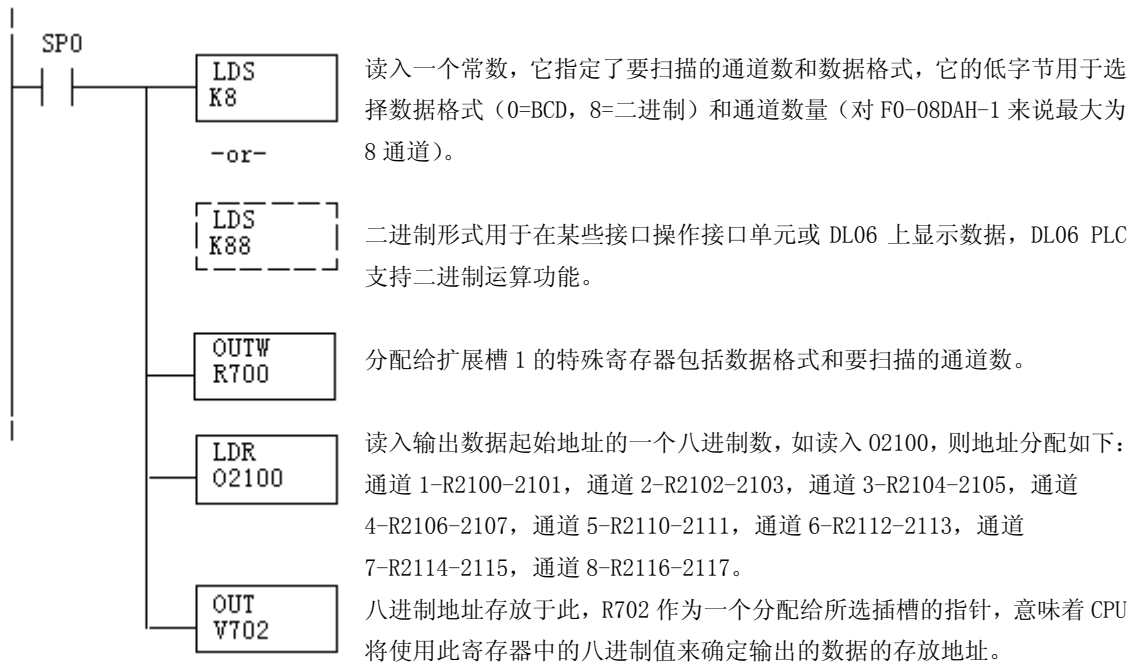 SP0
LDS
K8
读入一个常数，它指定了要扫描的通道数和数据格式，它的低字节用于选
择数据格式（0=BCD，8=二进制）和通道数量（对 F0-08DAH-1 来说最大为
8 通道）。
-or-
LDS
K88
二进制形式用于在某些接口操作接口单元或 DL06 上显示数据，DL06 PLC
支持二进制运算功能。
OUTW
R700
分配给扩展槽 1 的特殊寄存器包括数据格式和要扫描的通道数。
LDR
O2100
读入输出数据起始地址的一个八进制数，如读入 O2100，则地址分配如下：
通道 1-R2100-2101，通道 2-R2102-2103，通道 3-R2104-2105，通道
4-R2106-2107，通道 5-R2110-2111，通道 6-R2112-2113，通道
7-R2114-2115，通道 8-R2116-2117。
OUT
V702
八进制地址存放于此，R702 作为一个分配给所选插槽的指针，意味着 CPU
将使用此寄存器中的八进制值来确定输出的数据的存放地址。